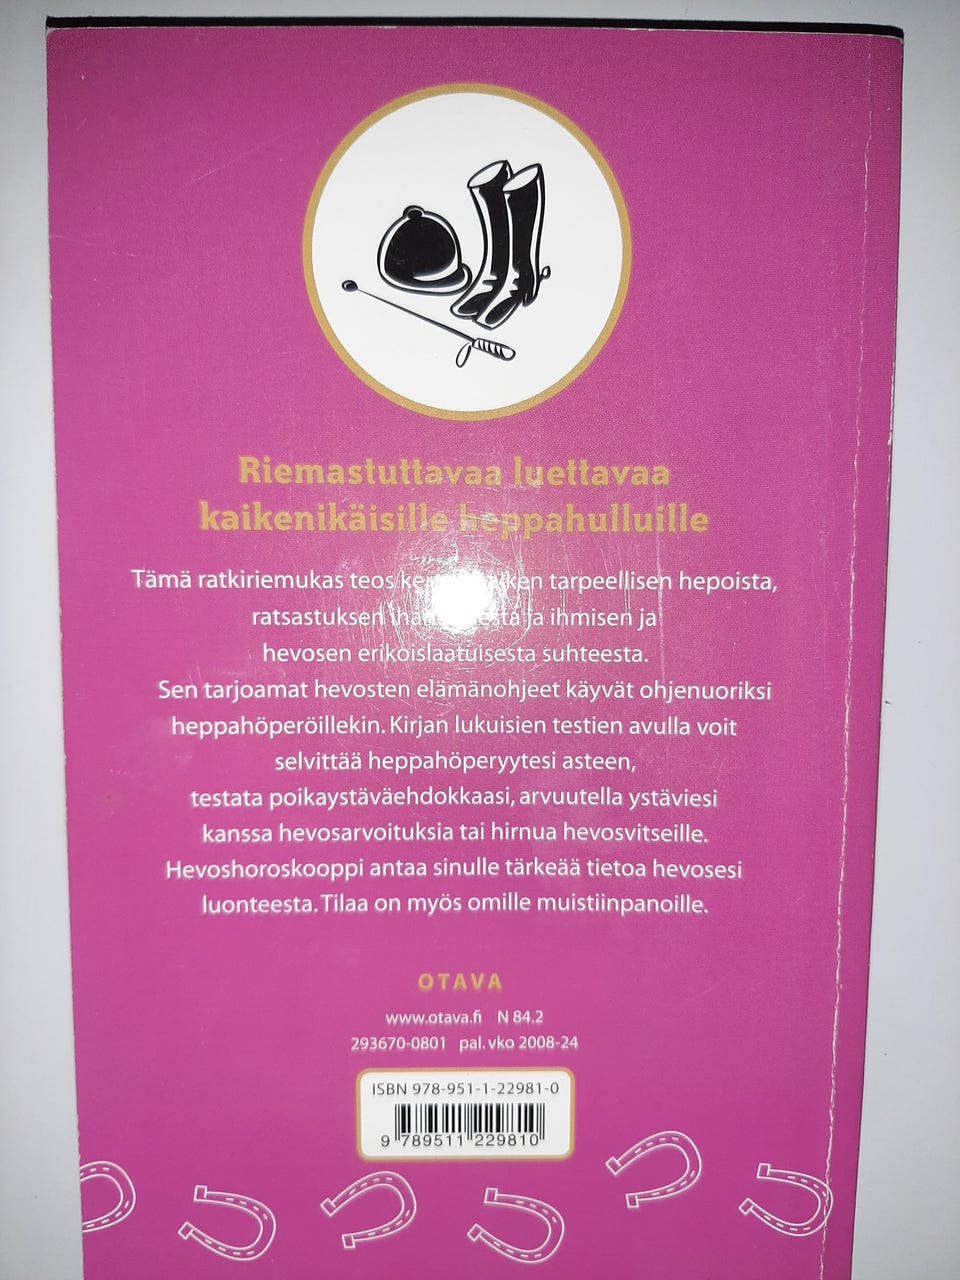 Riemastuttavaa luettavaa
kaikenikäisille heppahulluille
Tämä ratkiriemukas teos tarpeellisen hepoista,
ratsastuksen ja ihmisen ja
hevosen erikoislaatuisesta suhteesta.
Sen tarjoamat hevosten elämänohjeet käyvät ohjenuoriksi
heppahöperöillekin. Kirjan lukuisien testien avulla voit
selvittää heppahöperyytesi asteen,
testata poikaystäväehdokkaasi, arvuutella ystäviesi
kanssa hevosarvoituksia tai hirnua hevosvitseille.
Hevoshoroskooppi antaa sinulle tärkeää tietoa hevosesi
luonteesta. Tilaa on myös omille muistiinpanoille.
OTAVA
www.otava.fi N 84.2
293670-0801 pal. vko 2008-24
ISBN 978-951-1-22981-0
9 789511 229810